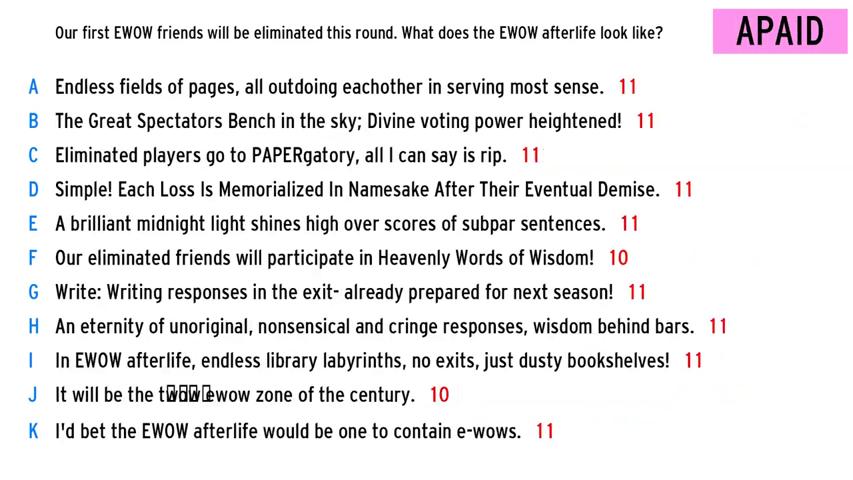 Our first EWOW friends will be eliminated this round. What does the EWOW afterlife look like?
APAID
A Endless fields of pages, all outdoing eachother in serving most sense. 11
B The Great Spectators Bench in the sky; Divine voting power heightened! 11
C Eliminated players go to PAPERgatory, all I can say is rip. 11
D Simple! Each Loss Is Memorialized In Namesake After Their Eventual Demise. 11
E A brilliant midnight light shines high over scores of subpar sentences. 11
F Our eliminated friends will participate in Heavenly Words of Wisdom! 10
G Write: Writing responses in the exit- already prepared for next season! 11
H An eternity of unoriginal, nonsensical and cringe responses, wisdom behind bars. 11
I In EWOW afterlife, endless library labyrinths, no exits, just dusty bookshelves! 11
J It will be the ewow zone of the century. 10
K I'd bet the EWOW afterlife would be one to contain e-wows. 11